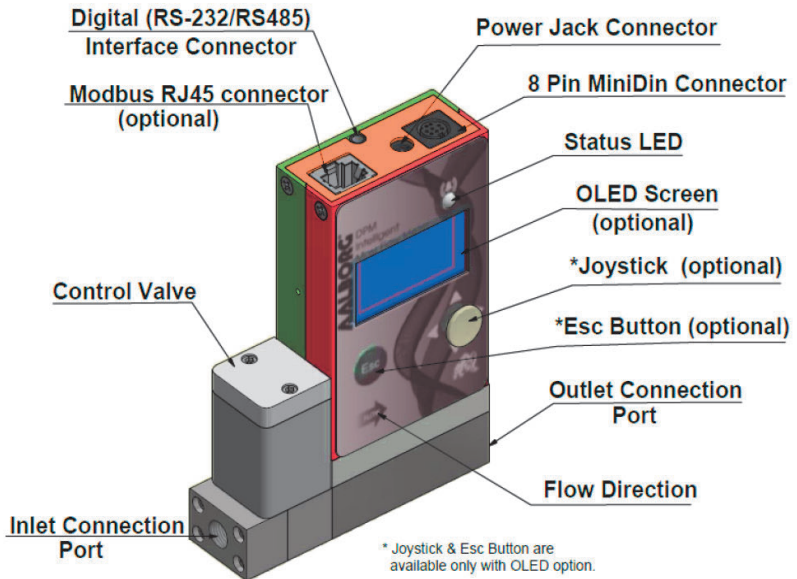 Digital (RS-232/RS485)
Interface Connector
Power Jack Connector
Modbus RJ45 connector
(optional)
8 Pin MiniDin Connector
Status LED
OLED Screen
(optional)
*Joystick (optional)
Control Valve
*Esc Button (optional)
Outlet Connection
Port
Flow Direction
Inlet Connection
Port
* Joystick & Esc Button are
available only with OLED option.
AALBORG
DPM
Intelligent
Esc